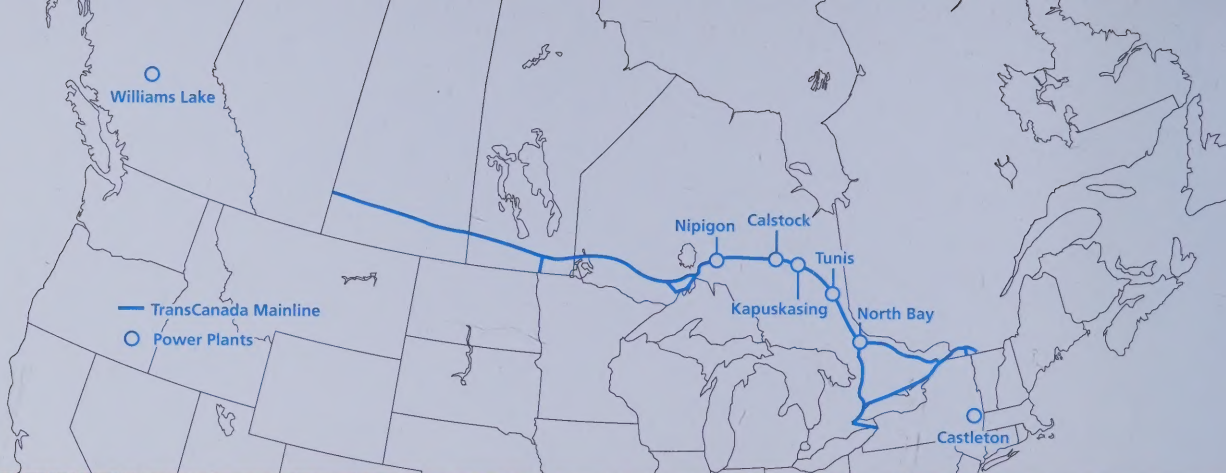 Williams Lake
Nipigon
Calstock
Tunis
Kapuskasing
North Bay
TransCanada Mainline
Power Plants
Castleton